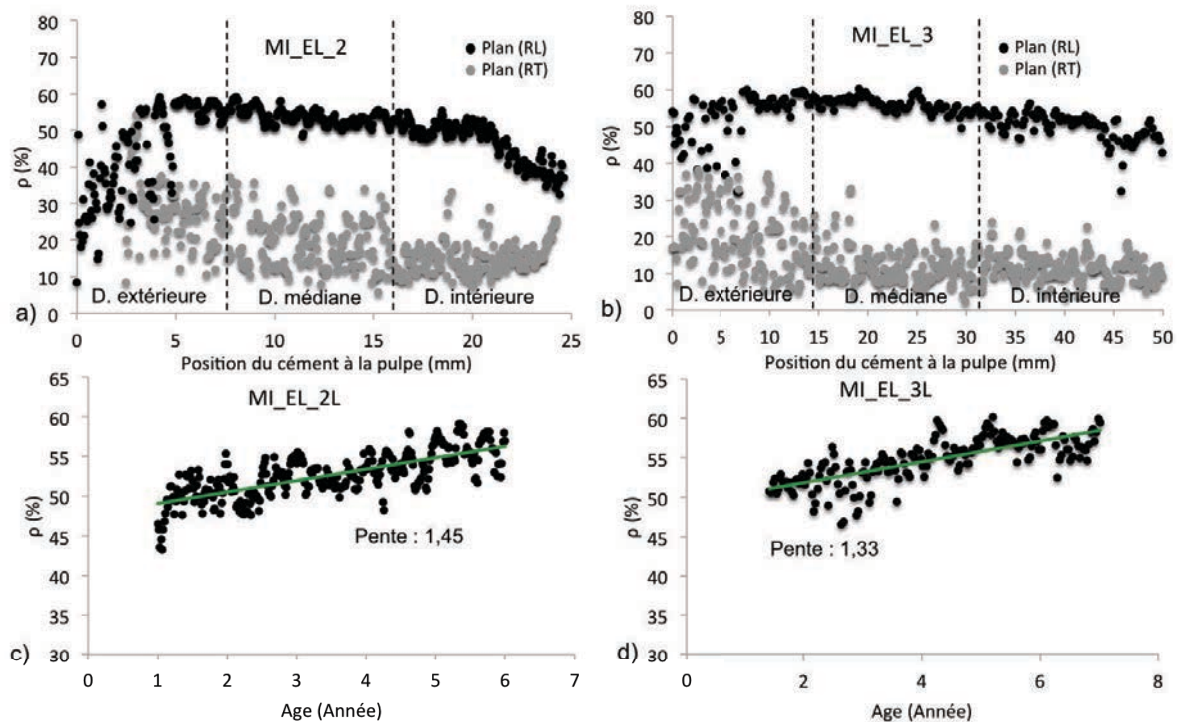 MI_EL_2
Plan (RL)
Plan (RT)
ρ (%)
80
70
60
50
40
30
20
10
0
D. extérieure
D. médiane
D. intérieure
a)
0
5
10
15
20
25
Position du cément à la pulpe (mm)
MI_EL_3
Plan (RL)
Plan (RT)
ρ (%)
80
70
60
50
40
30
20
10
0
D. extérieure
D. médiane
D. intérieure
b)
0
5
10
15
20
25
30
35
40
45
50
Position du cément à la pulpe (mm)
MI_EL_2L
ρ (%)
65
60
55
50
45
40
35
30
Pente : 1,45
c)
0
1
2
3
4
5
6
7
Age (Année)
MI_EL_3L
ρ (%)
65
60
55
50
45
40
35
30
Pente : 1,33
d)
0
2
4
6
8
Age (Année)